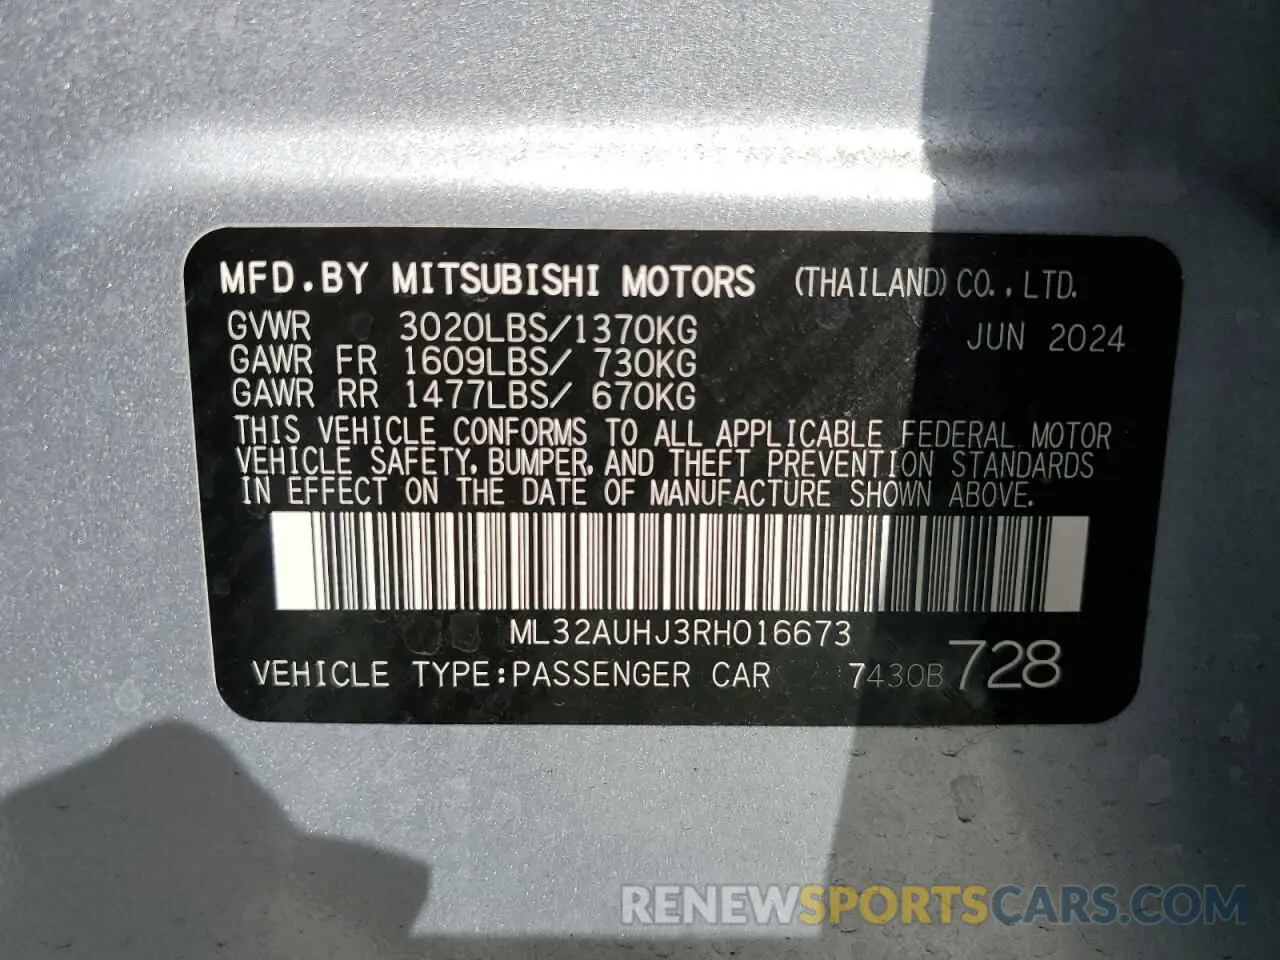 MFD.BY MITSUBISHI MOTORS (THAILAND) CO.,LTD.
GVWR 3020LBS/1370KG JUN 2024
GAWR FR 1609LBS/ 730KG
GAWR RR 1477LBS/ 670KG
THIS VEHICLE CONFORMS TO ALL APPLICABLE FEDERAL MOTOR
VEHICLE SAFETY, BUMPER, AND THEFT PREVENTION STANDARDS
IN EFFECT ON THE DATE OF MANUFACTURE SHOWN ABOVE.
ML32AUHJ3RH016673
VEHICLE TYPE:PASSENGER CAR 7430B 728
RENEWSPORTSCARS.COM